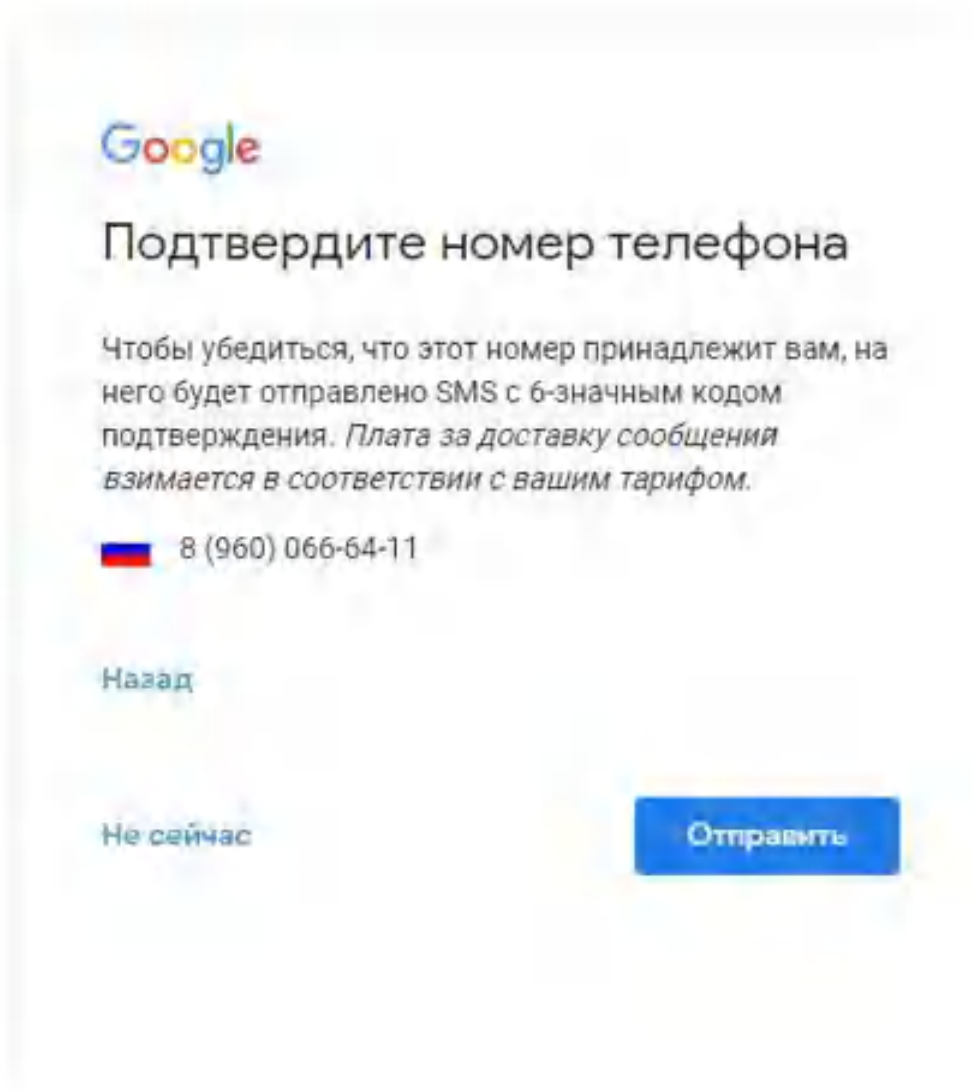 Google
Подтвердите номер телефона
Чтобы убедиться, что этот номер принадлежит вам, на
него будет отправлено SMS с 6-значным кодом
подтверждения. Плата за доставку сообщений
взимается в соответствии с вашим тарифом.
8 (960) 066-64-11
Назад
Не сейчас
Отправить